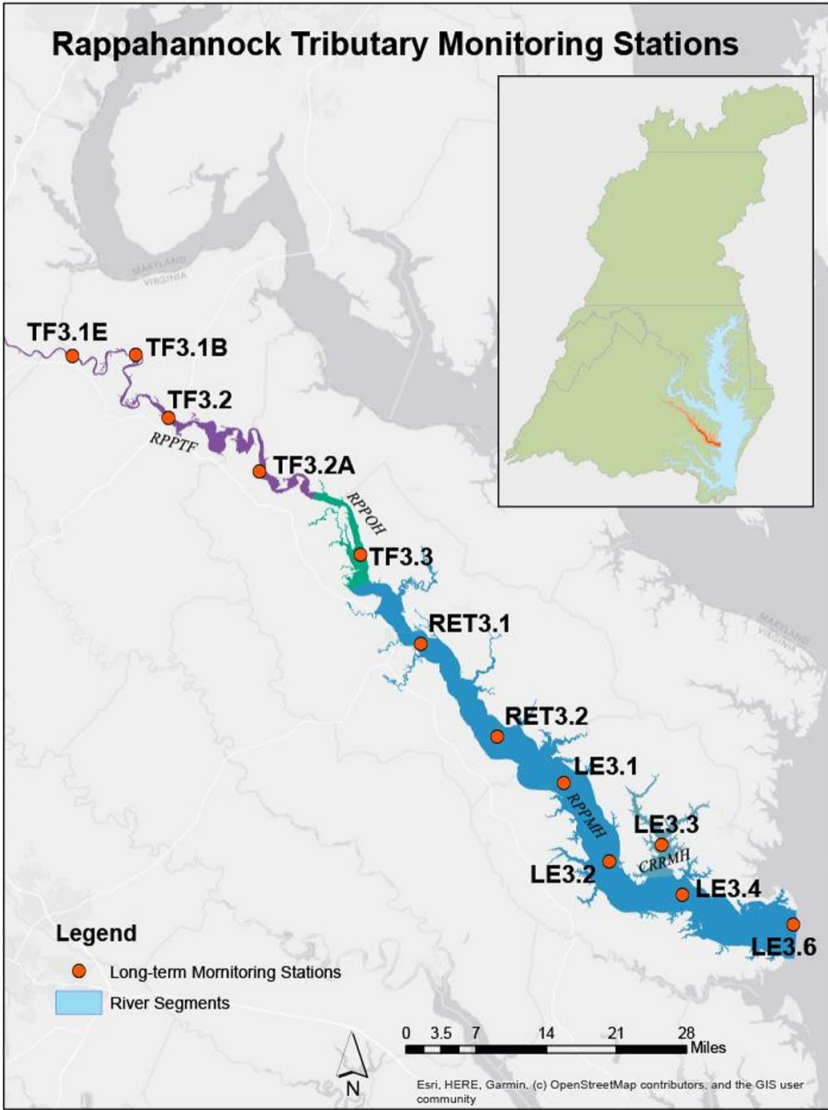 Rappahannock Tributary Monitoring Stations
MARYLAND
VIRGINIA
TF3.1E
TF3.1B
TF3.2
RPPTF
TF3.2A
RPPOH
TF3.3
RET3.1
MARYLAND
VIRGINIA
RET3.2
LE3.1
RPPMH
LE3.3
CRRMH
LE3.2
LE3.4
LE3.6
Legend
Long-term Mornitoring Stations
River Segments
0 3.5 7 14 21 28
Miles
N
Esri, HERE, Garmin, (c) OpenStreetMap contributors, and the GIS user
community